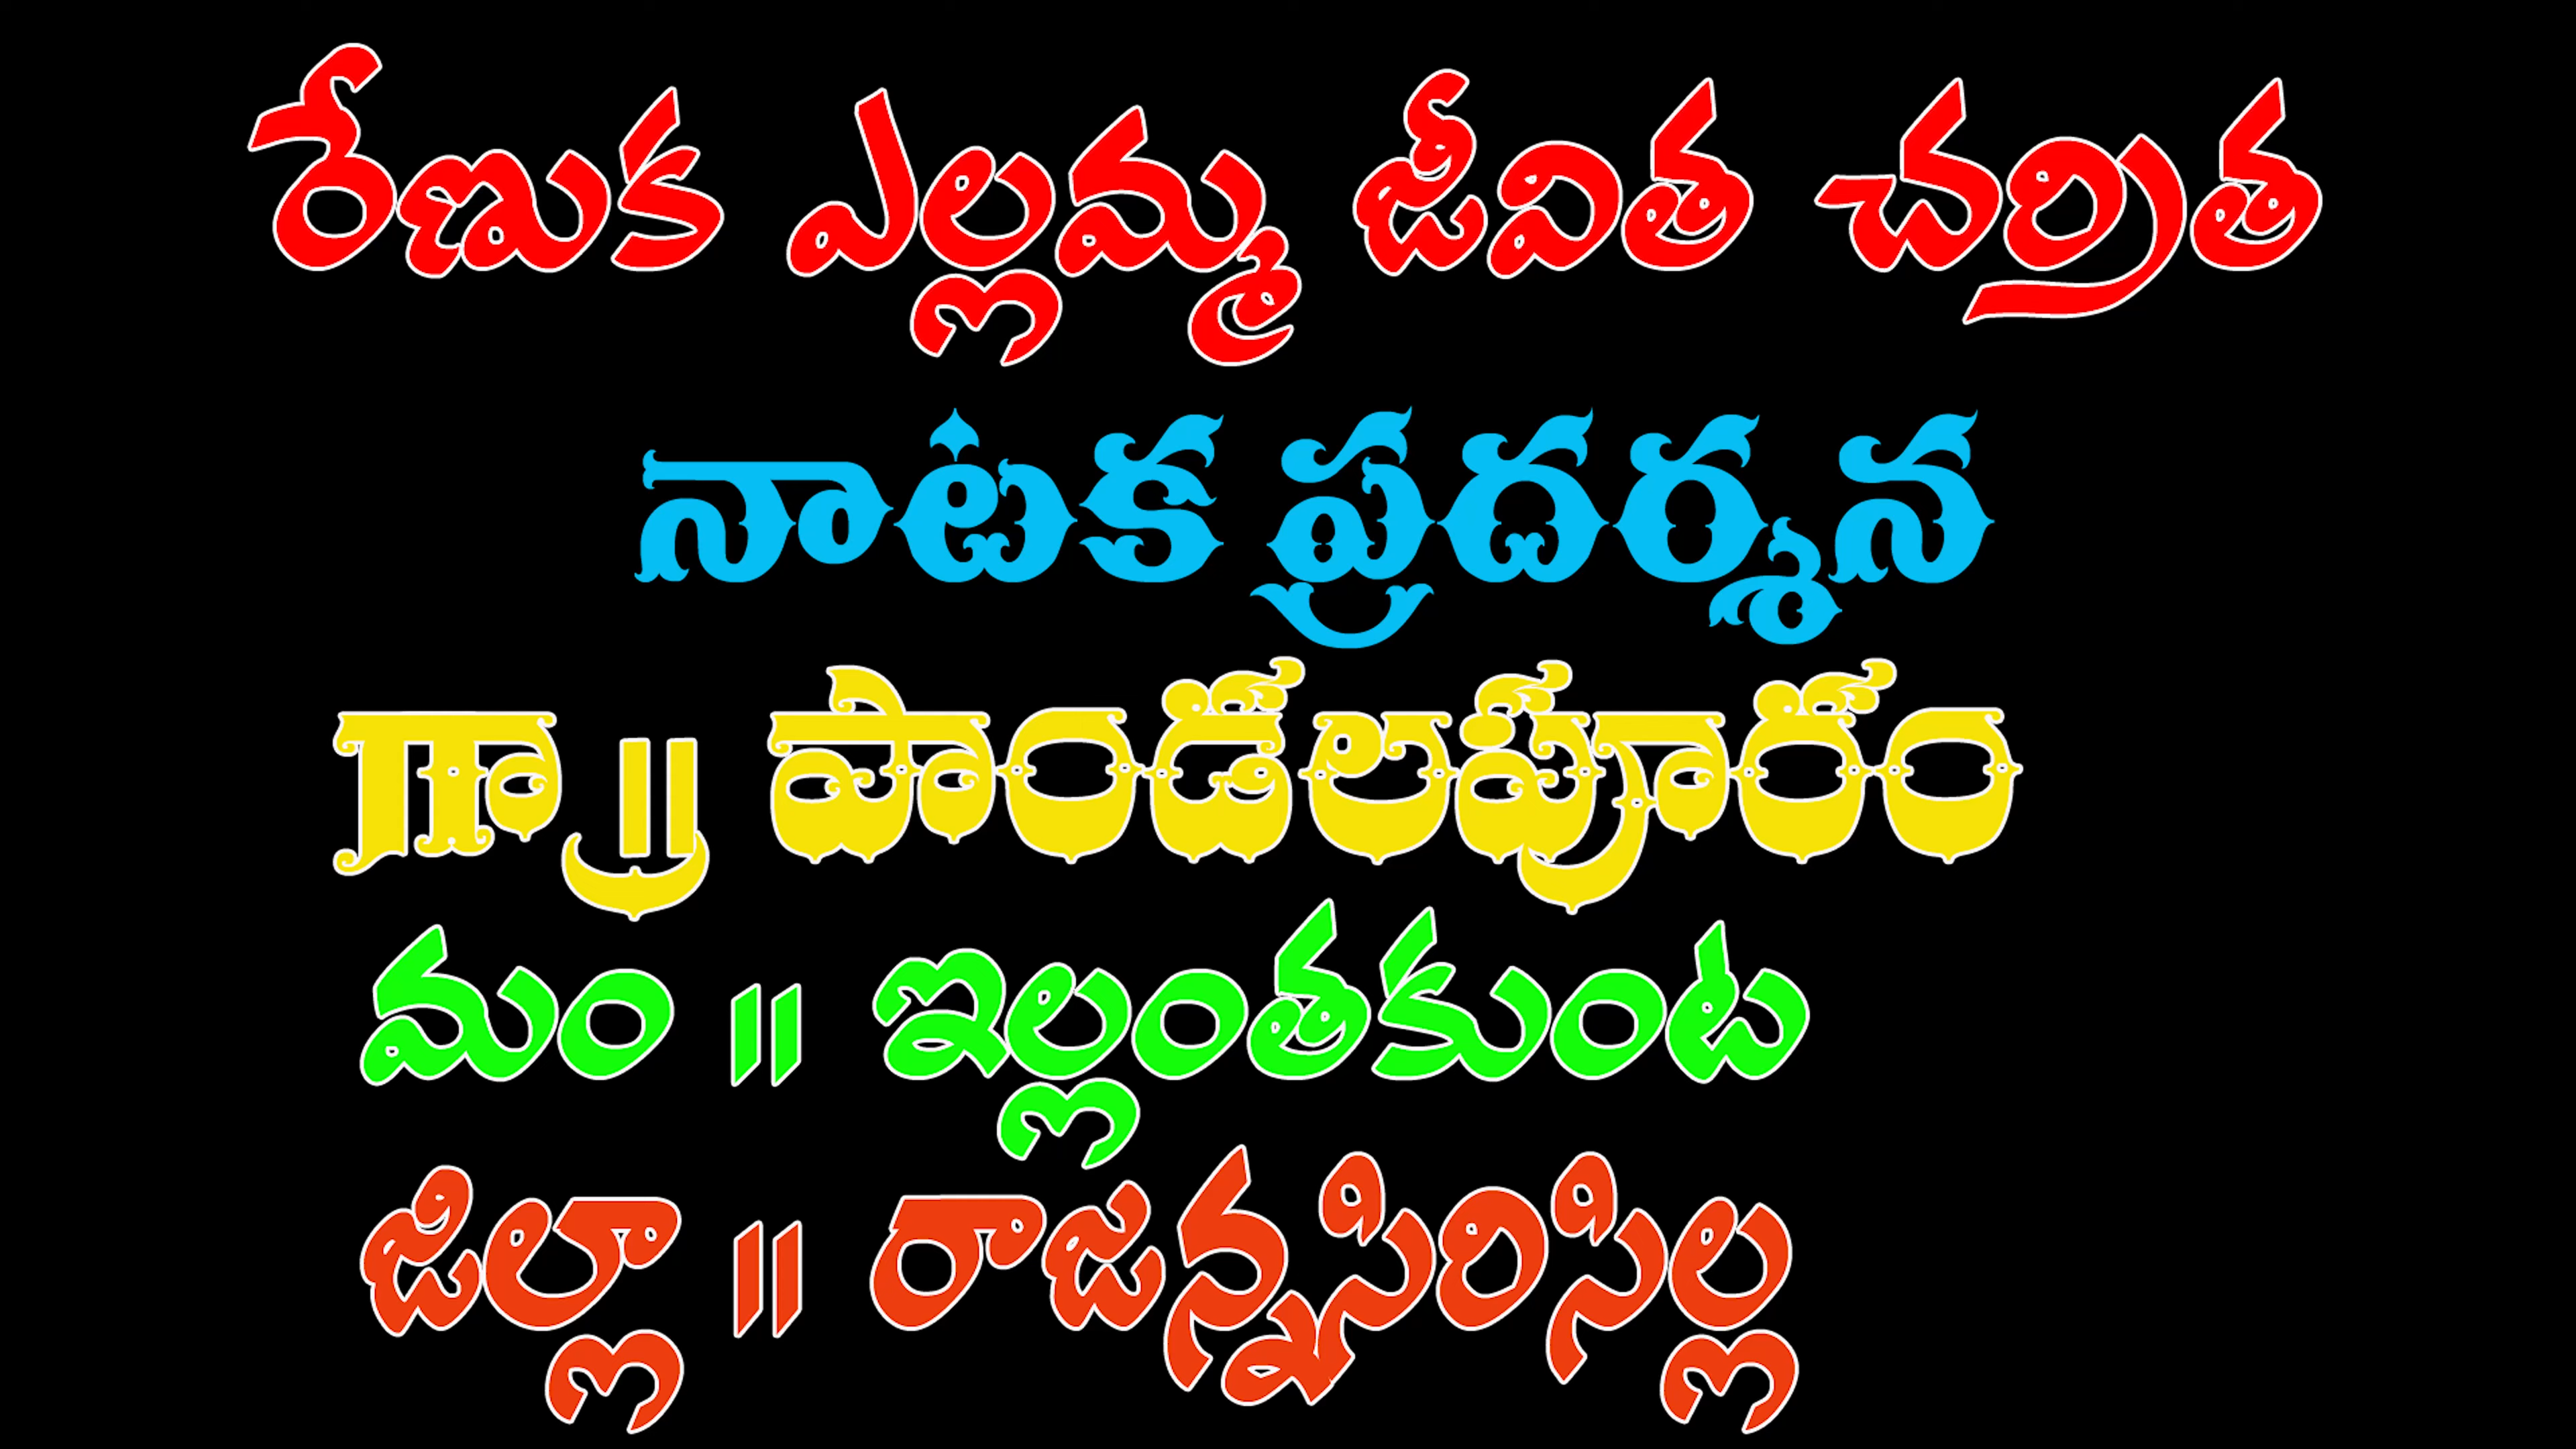 రేణుక ఎల్లమ్మ జీవిత చరిత్ర
నాటక ప్రదర్శన
గ్రా॥ పొండీలపూరీం
మం ॥ ఇల్లంతకుంట
జిల్లా ॥ రాజన్నసిరిసిల్ల